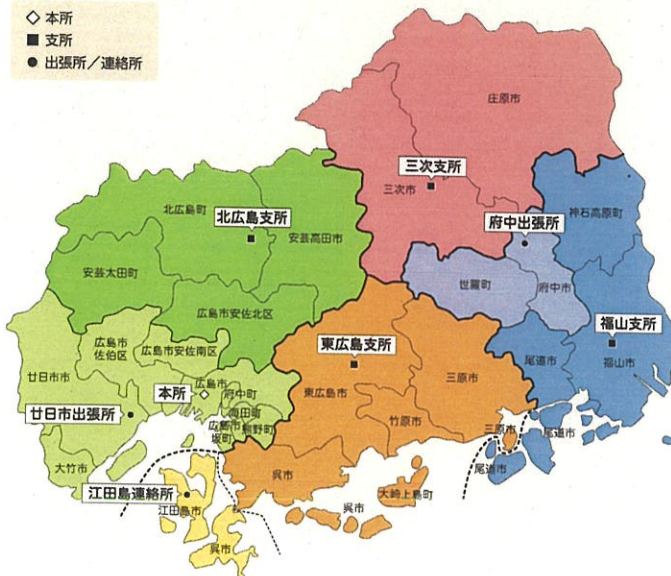 本所
支所
出張所／連絡所
庄原市
三次支所
三次市
神石高原町
北広島町
北広島支所
安芸高田市
府中出張所
安芸太田町
世羅町
府中市
広島市安佐北区
福山支所
広島市
佐伯区
広島市安佐南区
東広島支所
尾道市
福山市
廿日市市
本所
広島市
府中町
海田町
東広島市
三原市
廿日市出張所
広島市
熊野町
坂町
竹原市
三原市
尾道市
大竹市
呉市
尾道市
江田島連絡所
大崎上島町
江田島市
呉市
呉市